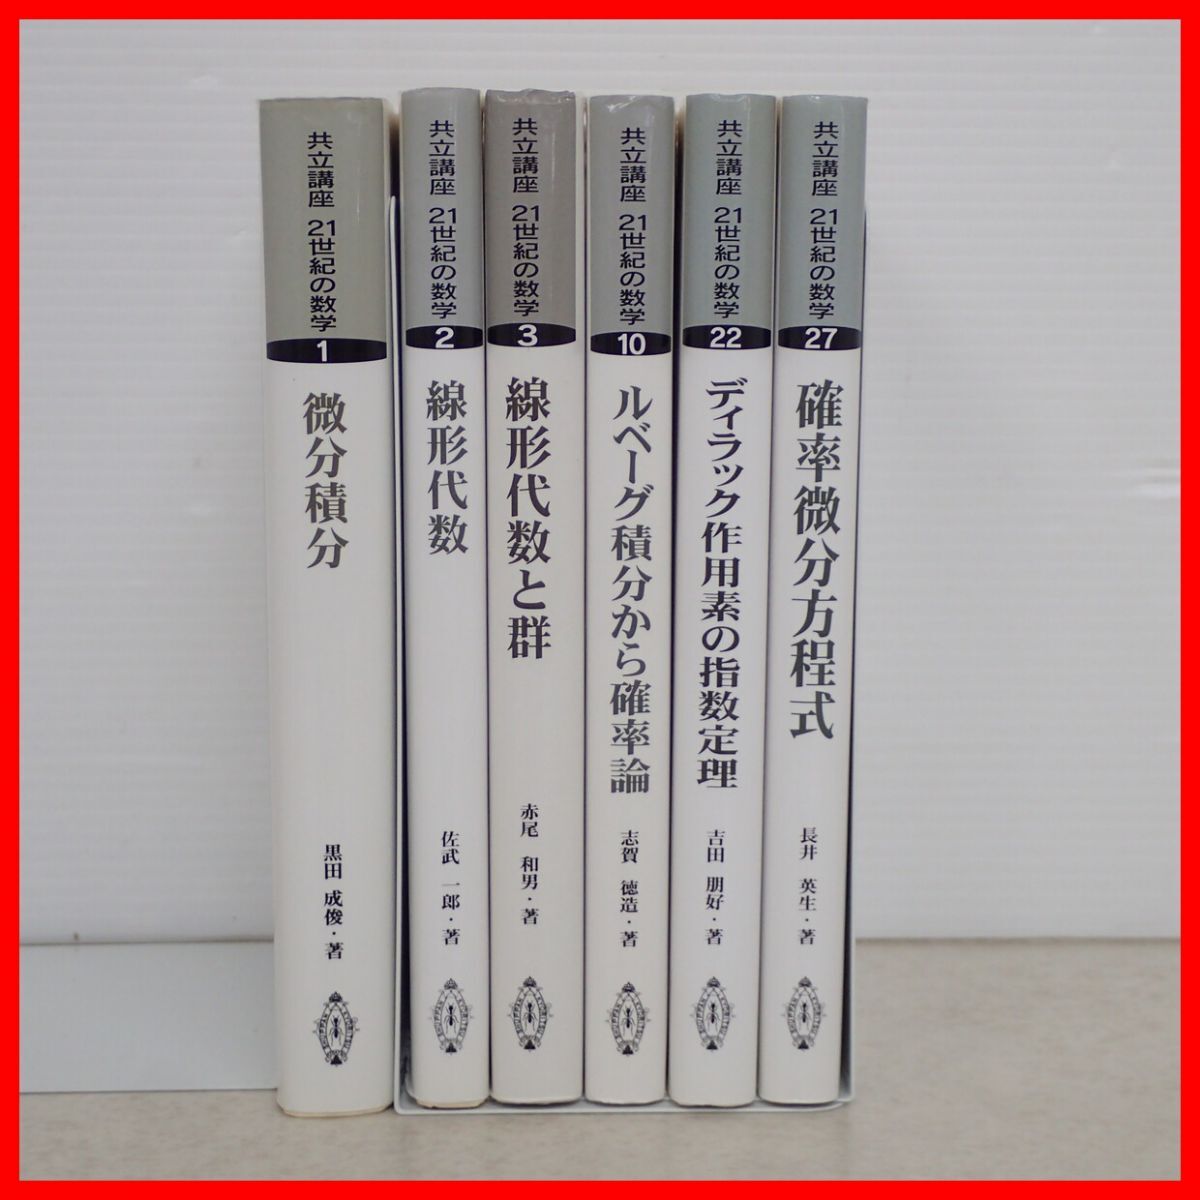 共立講座 21世紀の数学
1
微分積分
黒田 成俊・著
共立講座 21世紀の数学
2
線形代数
佐武 一郎・著
共立講座 21世紀の数学
3
線形代数と群
赤尾 和男・著
共立講座 21世紀の数学
10
ルベーグ積分から確率論
志賀 徳造・著
共立講座 21世紀の数学
22
ディラック作用素の指数定理
吉田 朋好・著
共立講座 21世紀の数学
27
確率微分方程式
長井 英生・著